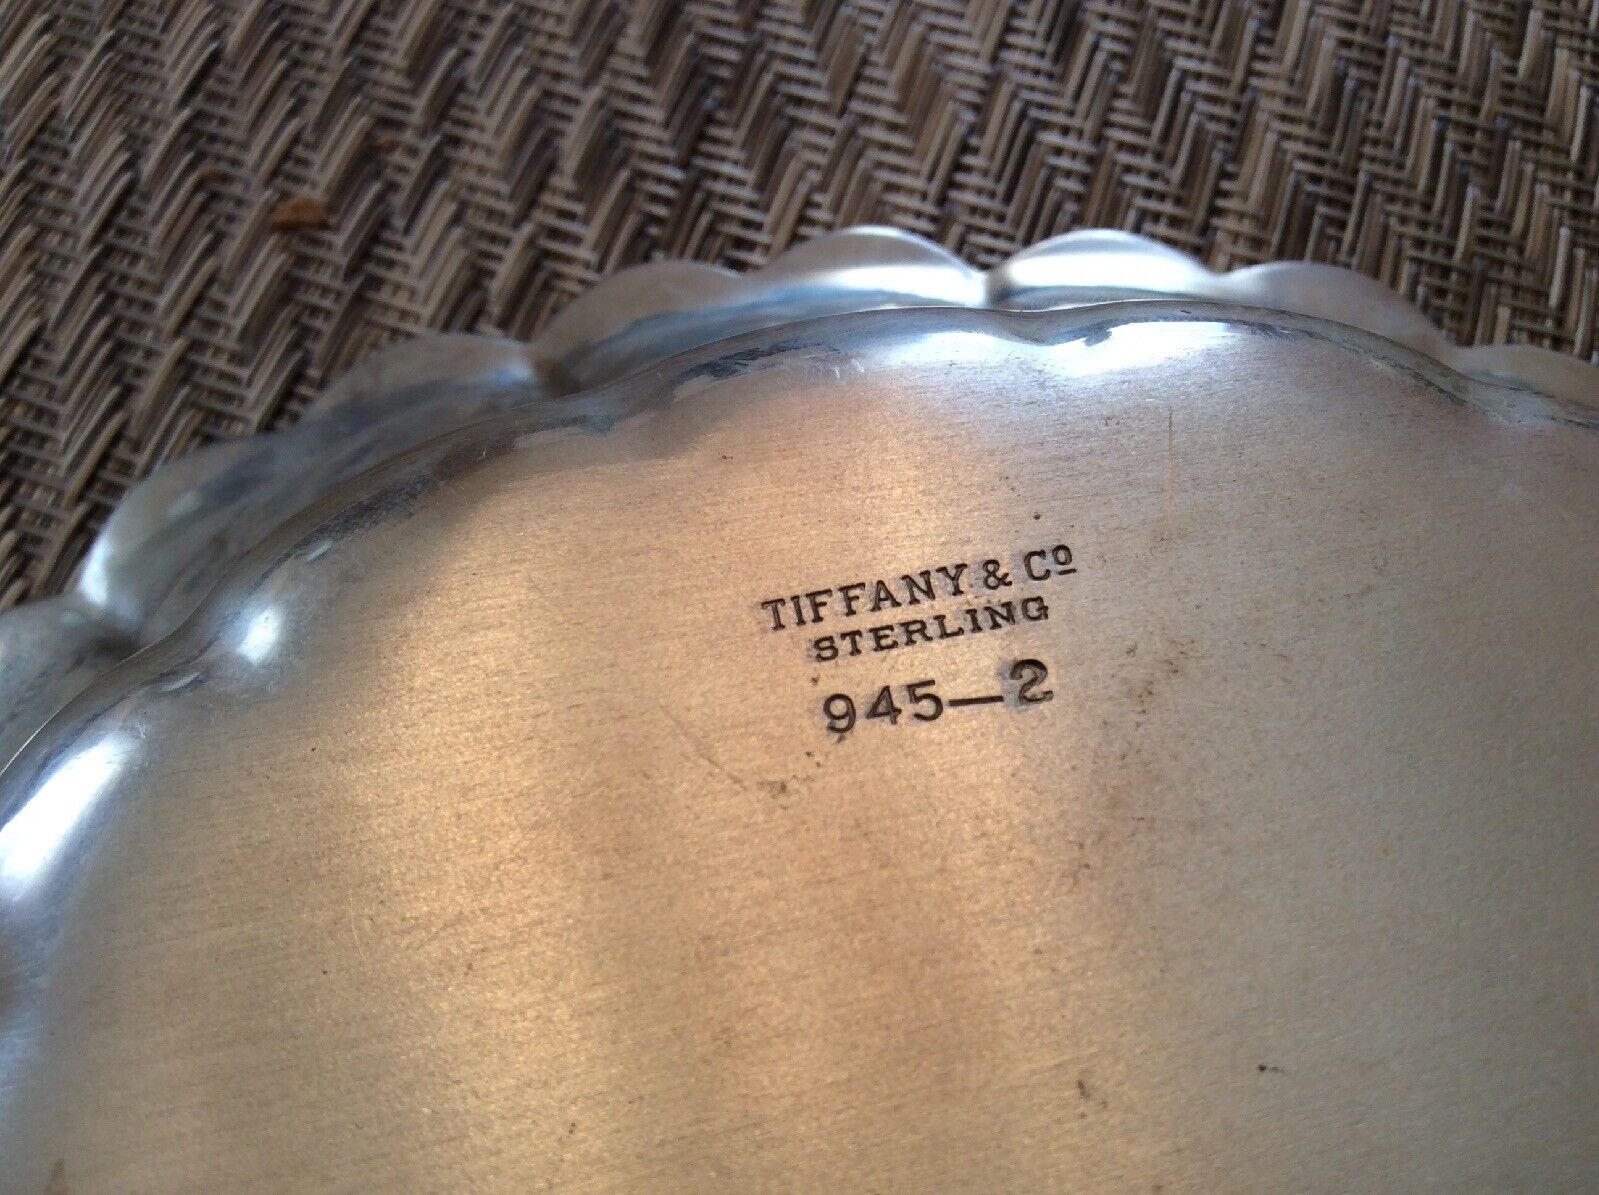 TIFFANY & Cº
STERLING
945—2